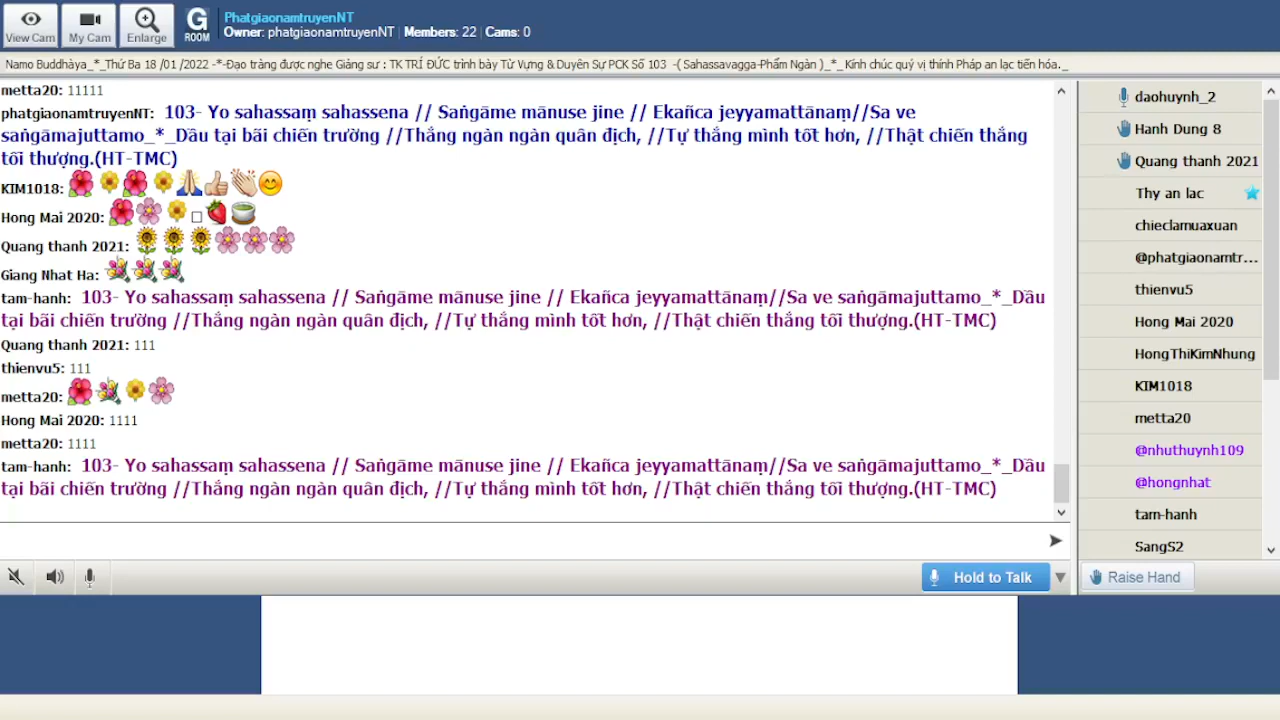 View Cam
My Cam
Enlarge
G
ROOM
PhatgiaonamtruyenNT
Owner: phatgiaonamtruyenNT | Members: 22 | Cams: 0
Namo Buddhàya_*_Thứ Ba 18 /01 /2022 -*-Đạo tràng được nghe Giảng sư : TK TRÍ ĐỨC trình bày Từ Vựng & Duyên Sự PCK Số 103 -( Sahassavagga-Phẩm Ngàn )_*_ Kính chúc quý vị thính Pháp an lạc tiến hóa._
metta20: 11111
phatgiaonamtruyenNT: 103- Yo sahassaṃ sahassena // Saṅgāme mānuse jine // Ekañca jeyyamattānaṃ//Sa ve
saṅgāmajuttamo_*_Dầu tại bãi chiến trường //Thắng ngàn ngàn quân địch, //Tự thắng mình tốt hơn, //Thật chiến thắng
tối thượng.(HT-TMC)
KIM1018:
Hong Mai 2020:
Quang thanh 2021:
Giang Nhat Ha:
tam-hanh: 103- Yo sahassaṃ sahassena // Saṅgāme mānuse jine // Ekañca jeyyamattānaṃ//Sa ve saṅgāmajuttamo_*_Dầu
tại bãi chiến trường //Thắng ngàn ngàn quân địch, //Tự thắng mình tốt hơn, //Thật chiến thắng tối thượng.(HT-TMC)
Quang thanh 2021: 111
thienvu5: 111
metta20:
Hong Mai 2020: 1111
metta20: 1111
tam-hanh: 103- Yo sahassaṃ sahassena // Saṅgāme mānuse jine // Ekañca jeyyamattānaṃ//Sa ve saṅgāmajuttamo_*_Dầu
tại bãi chiến trường //Thắng ngàn ngàn quân địch, //Tự thắng mình tốt hơn, //Thật chiến thắng tối thượng.(HT-TMC)
Hold to Talk
daohuynh_2
Hanh Dung 8
Quang thanh 2021
Thy an lac
chieclamuaxuan
@phatgiaonamtr...
thienvu5
Hong Mai 2020
HongThiKimNhung
KIM1018
metta20
@nhuthuynh109
@hongnhat
tam-hanh
SangS2
Raise Hand